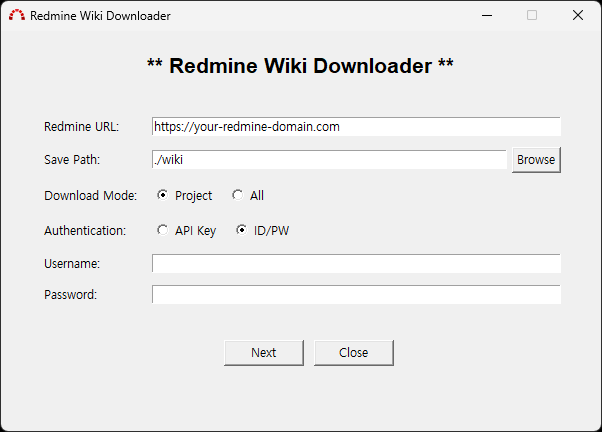 Redmine Wiki Downloader
** Redmine Wiki Downloader **
Redmine URL: https://your-redmine-domain.com
Save Path: ./wiki Browse
Download Mode: Project All
Authentication: API Key ID/PW
Username:
Password:
Next Close